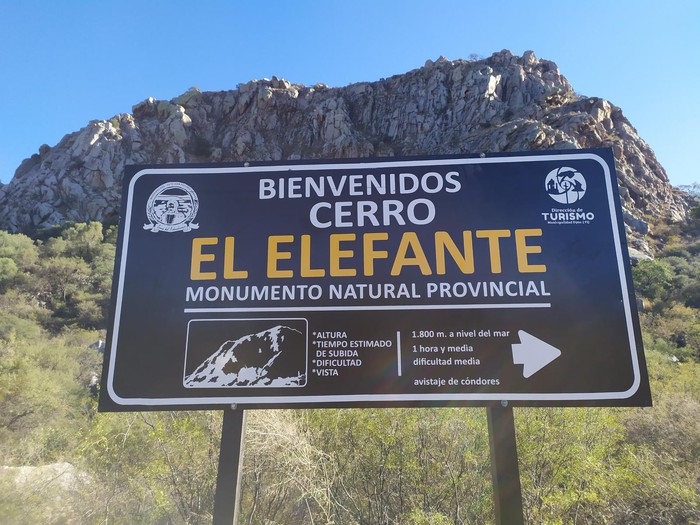 BIENVENIDOS
CERRO
EL ELEFANTE
MONUMENTO NATURAL PROVINCIAL
Dirección de
TURISMO
*ALTURA
*TIEMPO ESTIMADO
DE SUBIDA
*DIFICULTAD
*VISTA
1.800 m. a nivel del mar
1 hora y media
dificultad media
avistaje de cóndores